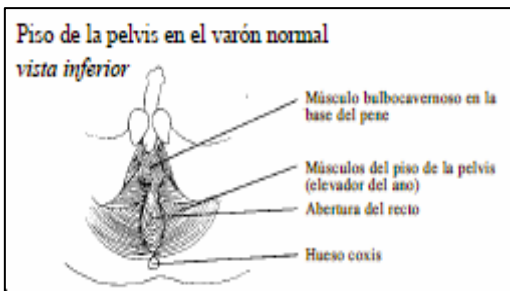 Piso de la pelvis en el varón normal
vista inferior
Músculo bulbocavernoso en la
base del pene
Músculos del piso de la pelvis
(elevador del ano)
Abertura del recto
Hueso coxis